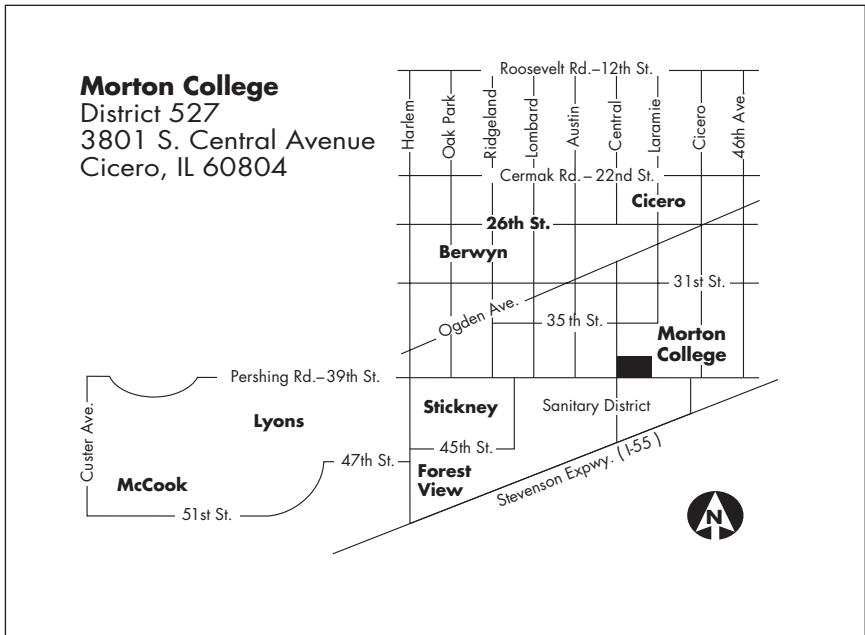 Morton College
District 527
3801 S. Central Avenue
Cicero, IL 60804
Roosevelt Rd.–12th St.
Harlem
Oak Park
Ridgeland
Lombard
Austin
Central
Laramie
Cicero
46th Ave.
Cermak Rd.– 22nd St.
Cicero
26th St.
Berwyn
31st St.
Ogden Ave.
35th St.
Morton
College
Pershing Rd.–39th St.
Custer Ave.
Lyons
Stickney
Sanitary District
45th St.
47th St.
Forest
View
Stevenson Expwy. ( I-55 )
McCook
51st St.
N